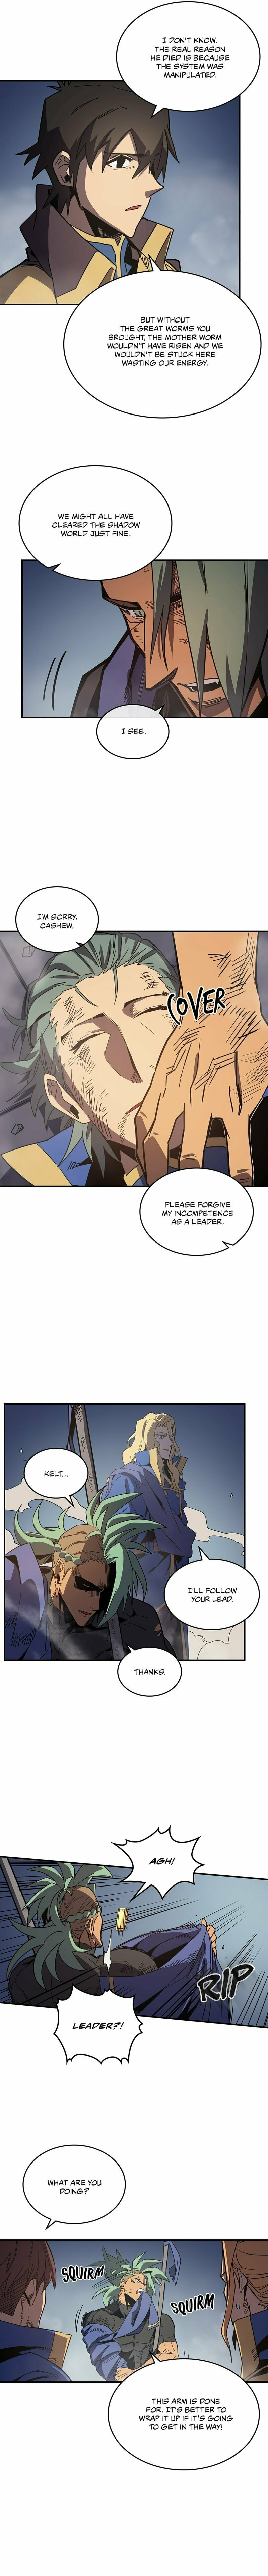 I DON'T KNOW.
THE REAL REASON
HE DIED IS BECAUSE
THE SYSTEM WAS
MANIPULATED.
BUT WITHOUT
THE GREAT WORMS YOU
BROUGHT, THE MOTHER WORM
WOULDN'T HAVE RISEN AND WE
WOULDN'T BE STUCK HERE
WASTING OUR ENERGY.
WE MIGHT ALL HAVE
CLEARED THE SHADOW
WORLD JUST FINE.
I SEE.
I'M SORRY,
CASHEW.
COVER
PLEASE FORGIVE
MY INCOMPETENCE
AS A LEADER.
KELT...
I'LL FOLLOW
YOUR LEAD.
THANKS.
AGH!
RIP
LEADER?!
WHAT ARE YOU
DOING?
SQUIRM
SQUIRM
THIS ARM IS DONE
FOR. IT'S BETTER TO
WRAP IT UP IF IT'S GOING
TO GET IN THE WAY!